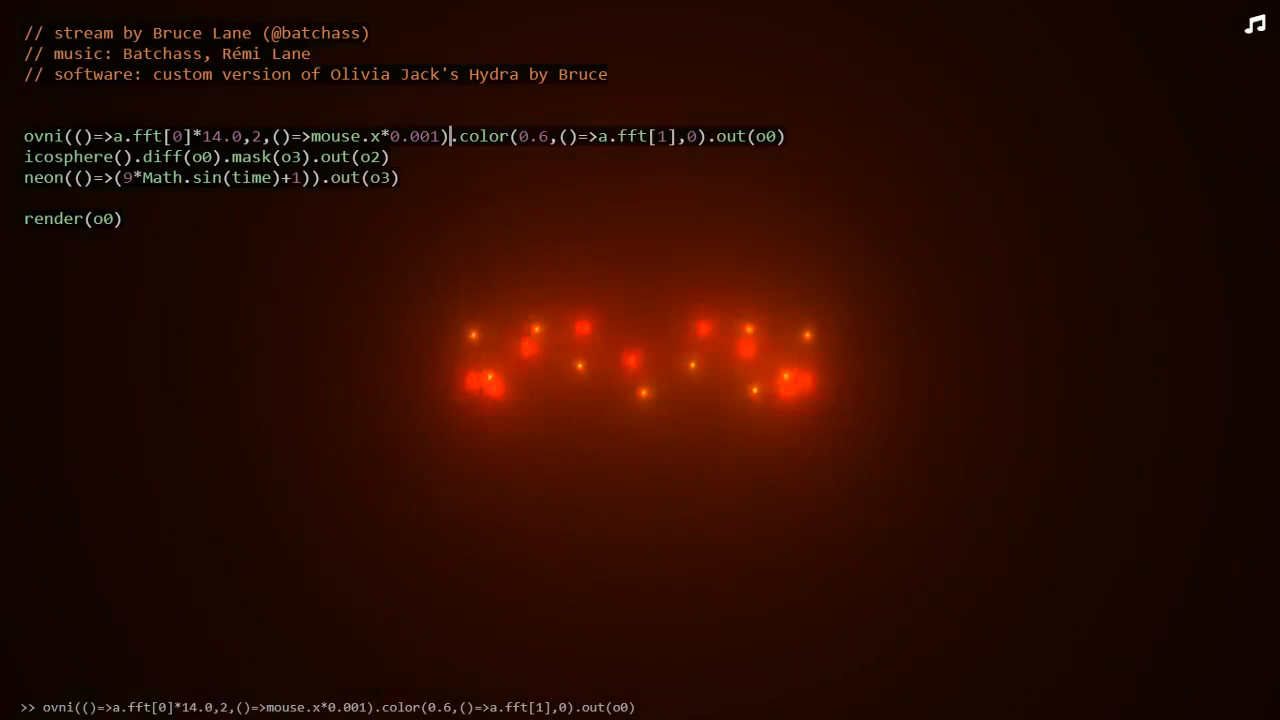 // stream by Bruce Lane (@batchass)
// music: Batchass, Rémi Lane
// software: custom version of Olivia Jack's Hydra by Bruce
ovni(()=>a.fft[0]*14.0,2,()=>mouse.x*0.001).color(0.6,()=>a.fft[1],0).out(o0)
icosphere().diff(o0).mask(o3).out(o2)
neon(()=>(9*Math.sin(time)+1)).out(o3)
render(o0)
>> ovni(()=>a.fft[0]*14.0,2,()=>mouse.x*0.001).color(0.6,()=>a.fft[1],0).out(o0)